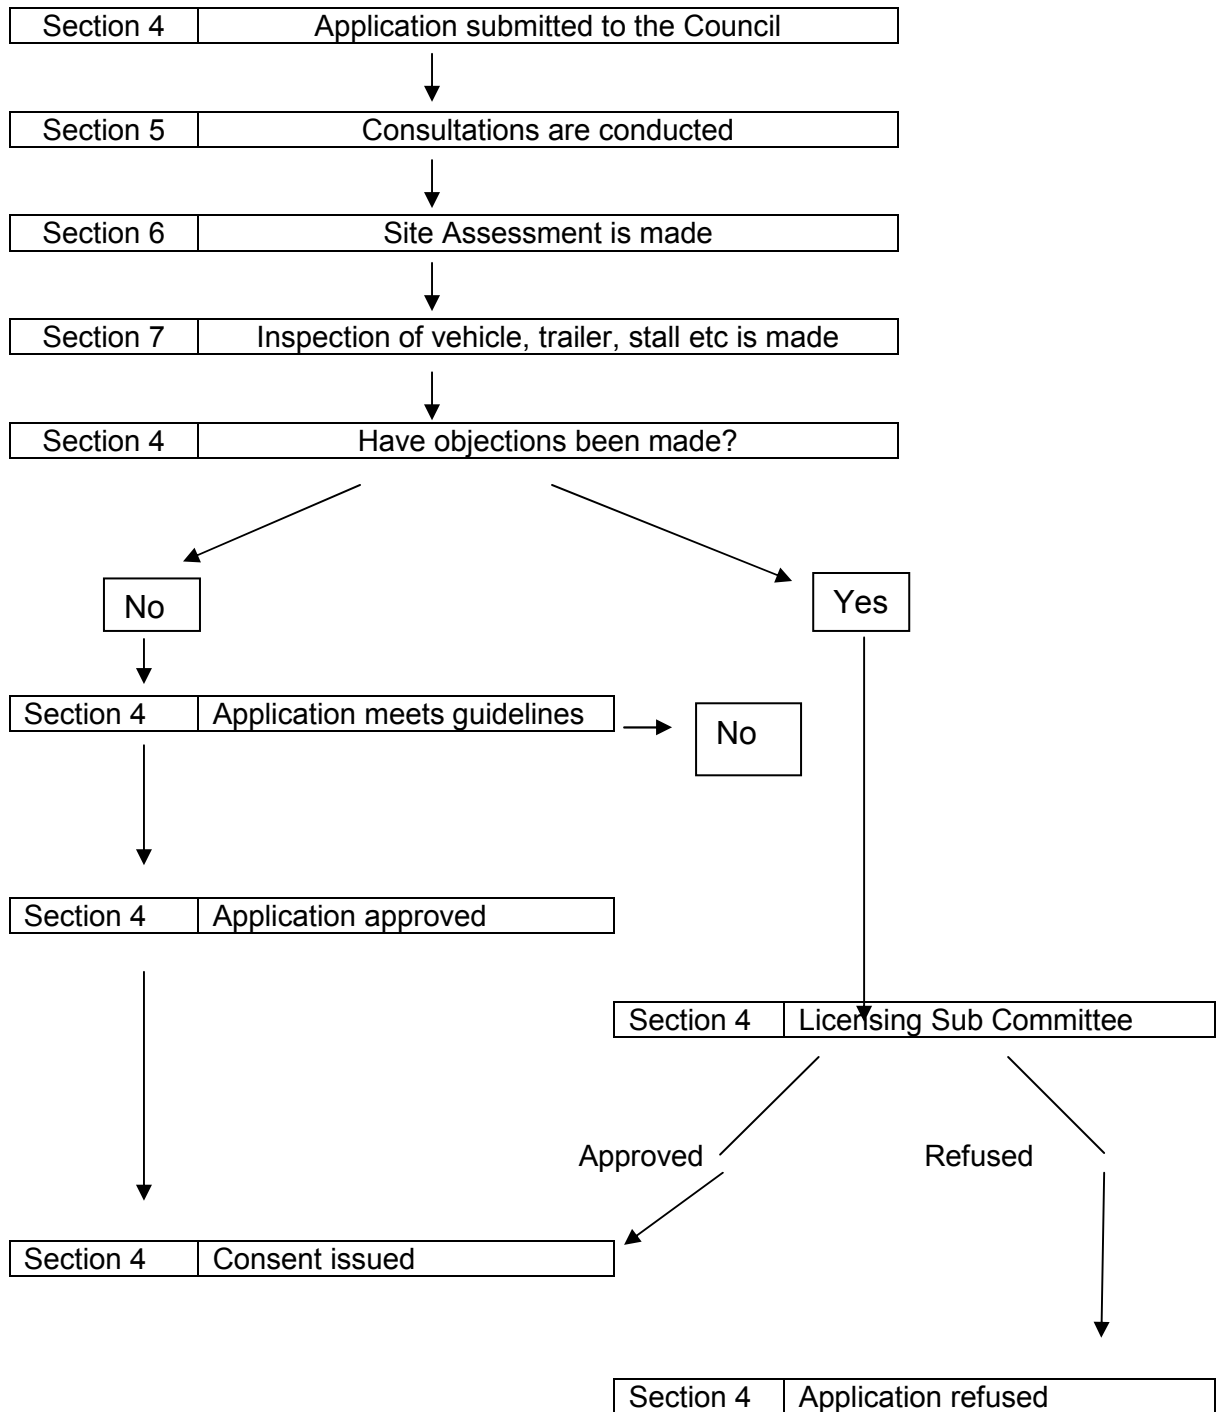 Section 4 Application submitted to the Council
Section 5 Consultations are conducted
Section 6 Site Assessment is made
Section 7 Inspection of vehicle, trailer, stall etc is made
Section 4 Have objections been made?
No
Yes
Section 4 Application meets guidelines
No
Section 4 Application approved
Section 4 Licensing Sub Committee
Approved
Refused
Section 4 Consent issued
Section 4 Application refused